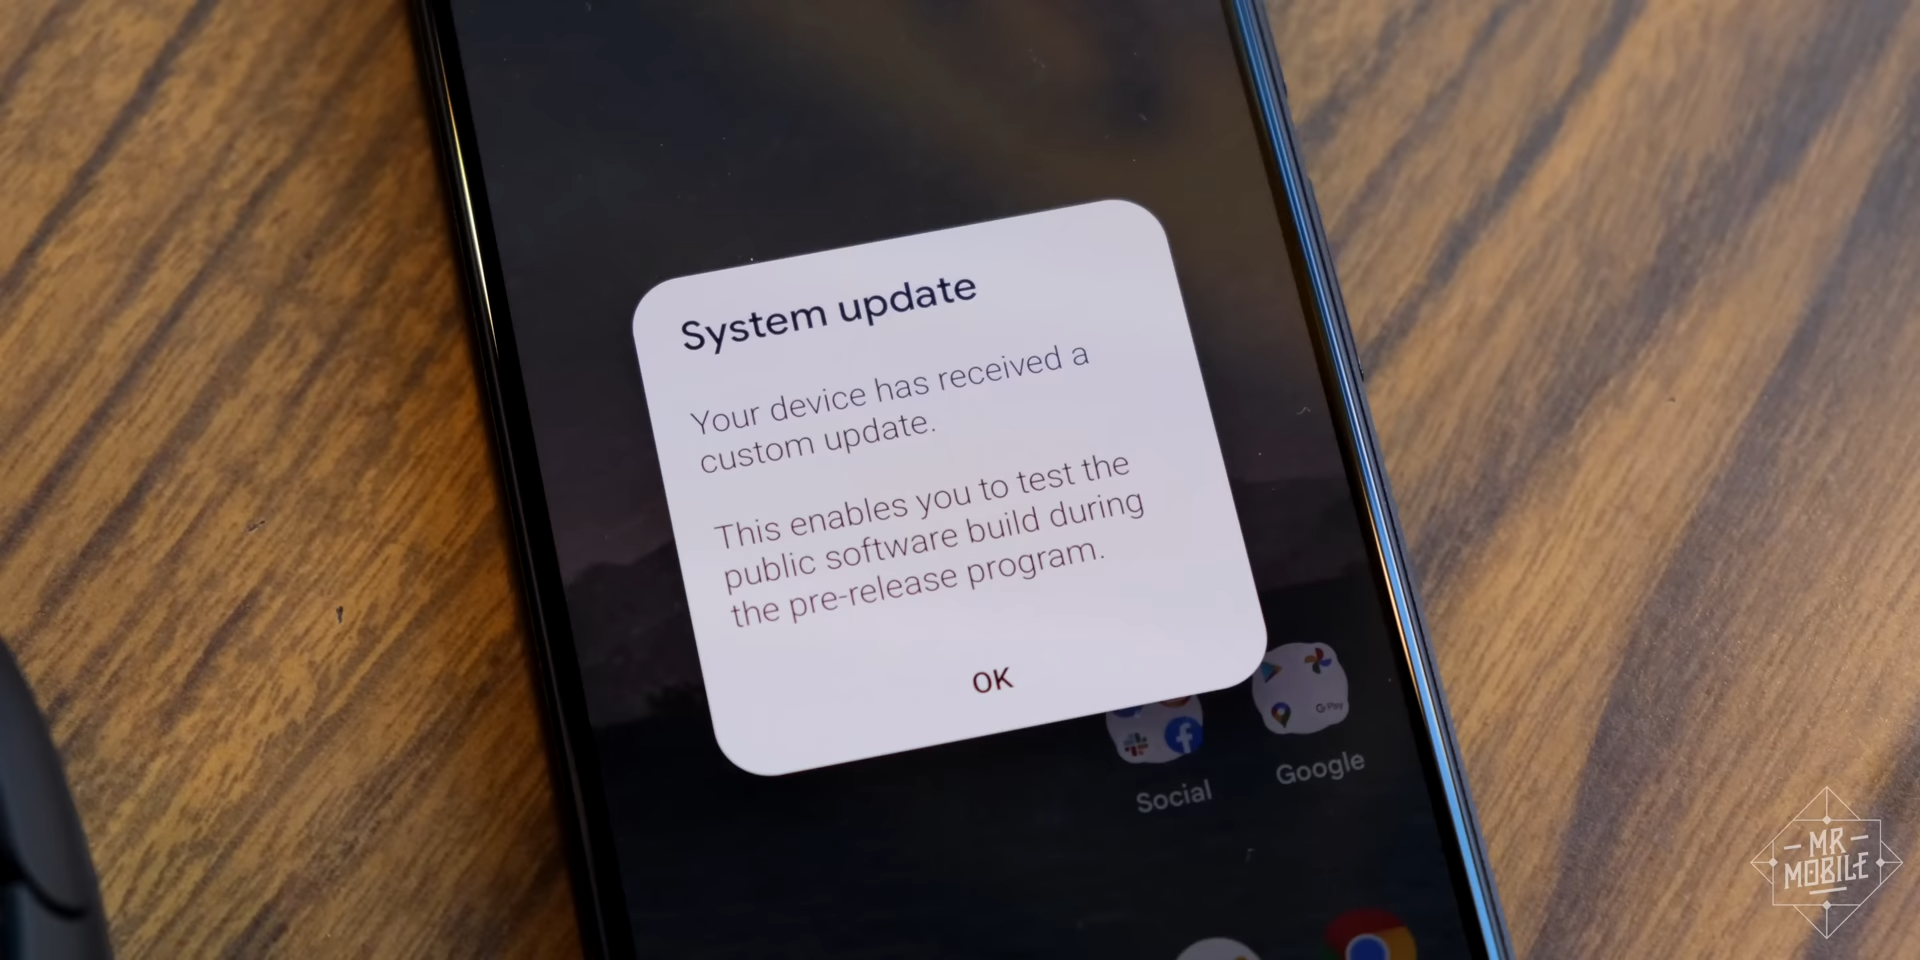 System update
Your device has received a
custom update.
This enables you to test the
public software build during
the pre-release program.
OK
G Pay
Social
Google
MR
MOBILE